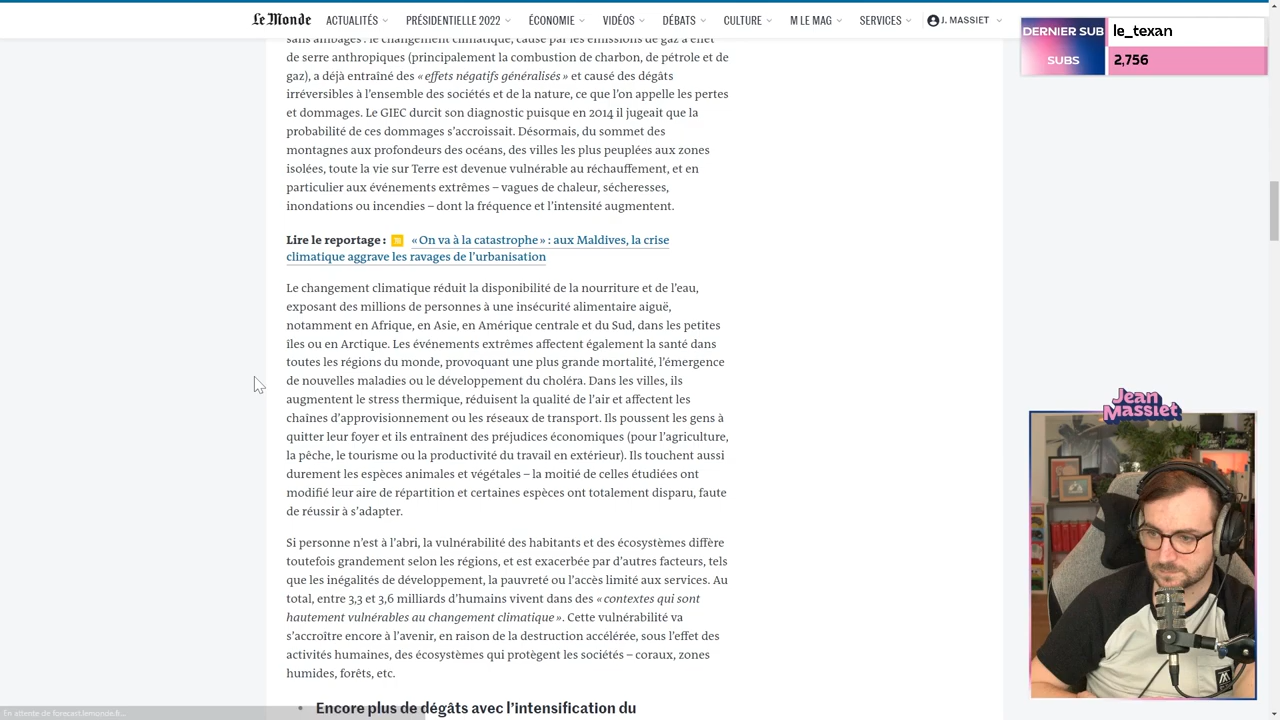 Le Monde
ACTUALITÉS
PRÉSIDENTIELLE 2022
ÉCONOMIE
VIDÉOS
DÉBATS
CULTURE
M LE MAG
SERVICES
J. MASSIET
DERNIER SUB
le_texan
SUBS
2,756
sans ambages : le changement climatique, causé par les émissions de gaz à effet
de serre anthropiques (principalement la combustion de charbon, de pétrole et de
gaz), a déjà entraîné des « effets négatifs généralisés » et causé des dégâts
irréversibles à l’ensemble des sociétés et de la nature, ce que l’on appelle les pertes
et dommages. Le GIEC durcit son diagnostic puisque en 2014 il jugeait que la
probabilité de ces dommages s’accroissait. Désormais, du sommet des
montagnes aux profondeurs des océans, des villes les plus peuplées aux zones
isolées, toute la vie sur Terre est devenue vulnérable au réchauffement, et en
particulier aux événements extrêmes – vagues de chaleur, sécheresses,
inondations ou incendies – dont la fréquence et l’intensité augmentent.
Lire le reportage : « On va à la catastrophe » : aux Maldives, la crise
climatique aggrave les ravages de l’urbanisation
Le changement climatique réduit la disponibilité de la nourriture et de l’eau,
exposant des millions de personnes à une insécurité alimentaire aiguë,
notamment en Afrique, en Asie, en Amérique centrale et du Sud, dans les petites
îles ou en Arctique. Les événements extrêmes affectent également la santé dans
toutes les régions du monde, provoquant une plus grande mortalité, l’émergence
de nouvelles maladies ou le développement du choléra. Dans les villes, ils
augmentent le stress thermique, réduisent la qualité de l’air et affectent les
chaînes d’approvisionnement ou les réseaux de transport. Ils poussent les gens à
quitter leur foyer et ils entraînent des préjudices économiques (pour l’agriculture,
la pêche, le tourisme ou la productivité du travail en extérieur). Ils touchent aussi
durement les espèces animales et végétales – la moitié de celles étudiées ont
modifié leur aire de répartition et certaines espèces ont totalement disparu, faute
de réussir à s’adapter.
Si personne n’est à l’abri, la vulnérabilité des habitants et des écosystèmes diffère
toutefois grandement selon les régions, et est exacerbée par d’autres facteurs, tels
que les inégalités de développement, la pauvreté ou l’accès limité aux services. Au
total, entre 3,3 et 3,6 milliards d’humains vivent dans des « contextes qui sont
hautement vulnérables au changement climatique ». Cette vulnérabilité va
s’accroître encore à l’avenir, en raison de la destruction accélérée, sous l’effet des
activités humaines, des écosystèmes qui protègent les sociétés – coraux, zones
humides, forêts, etc.
• Encore plus de dégâts avec l’intensification du
Jean
Massiet
En attente de forecast.lemonde.fr...